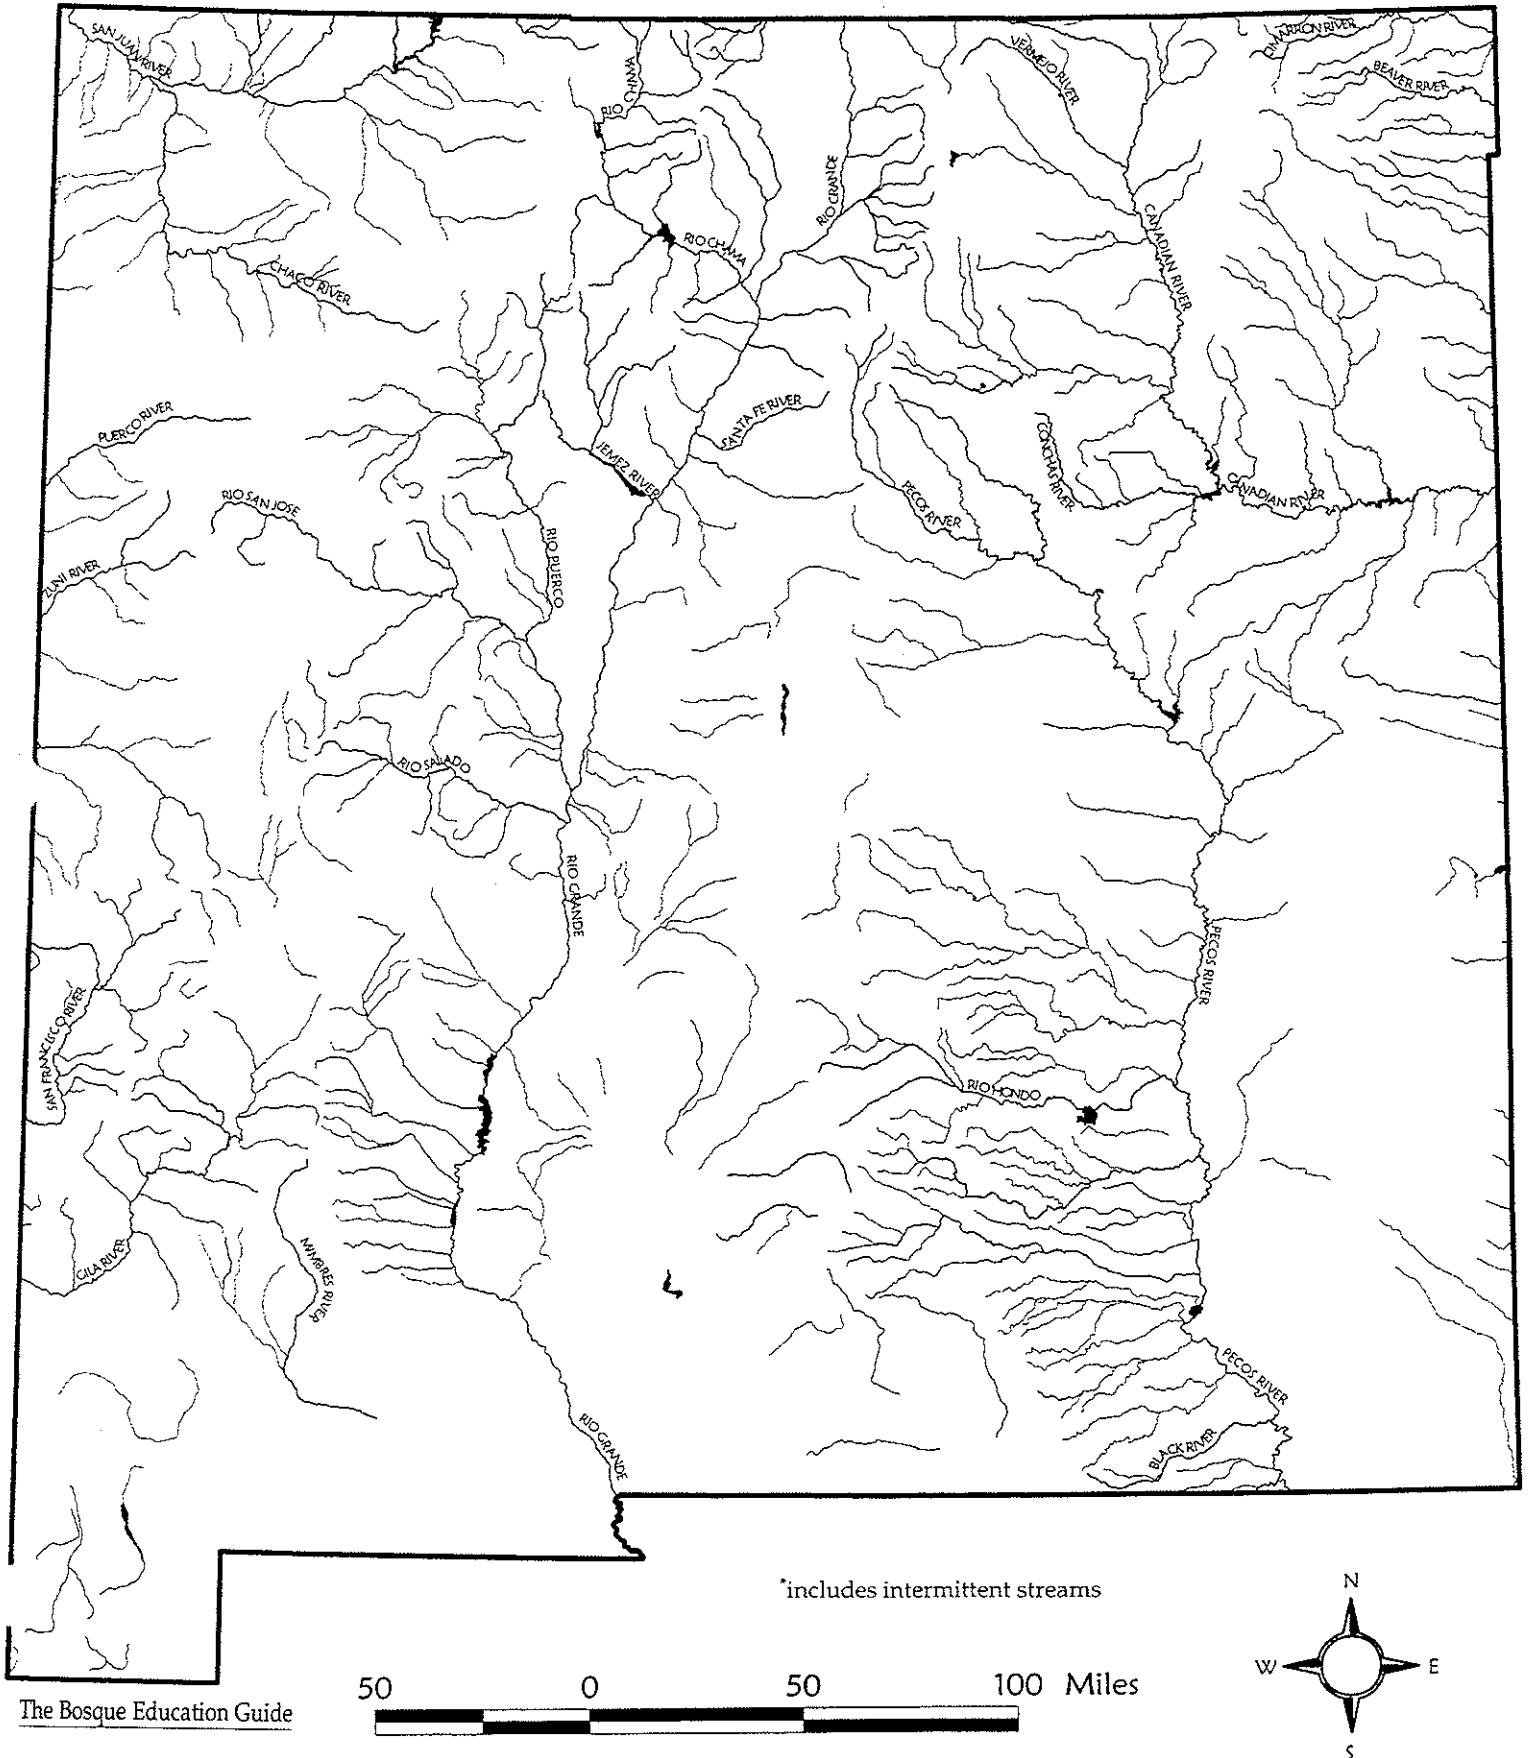 SAN JUAN RIVER
RIO CHAMA
VERMEJO RIVER
CIMARRON RIVER
BEAVER RIVER
RIO GRANDE
RIO CHAMA
CANADIAN RIVER
CHACO RIVER
PUERCO RIVER
SANTA FE RIVER
JEMEZ RIVER
CONCHAS RIVER
PECOS RIVER
CANADIAN RIVER
RIO SAN JOSE
RIO PUERCO
ZUNI RIVER
RIO SALADO
RIO GRANDE
PECOS RIVER
SAN FRANCISCO RIVER
RIO HONDO
GILA RIVER
MIMBRES RIVER
PECOS RIVER
RIO GRANDE
BLACK RIVER
*includes intermittent streams
N
W E
S
50 0 50 100 Miles
The Bosque Education Guide